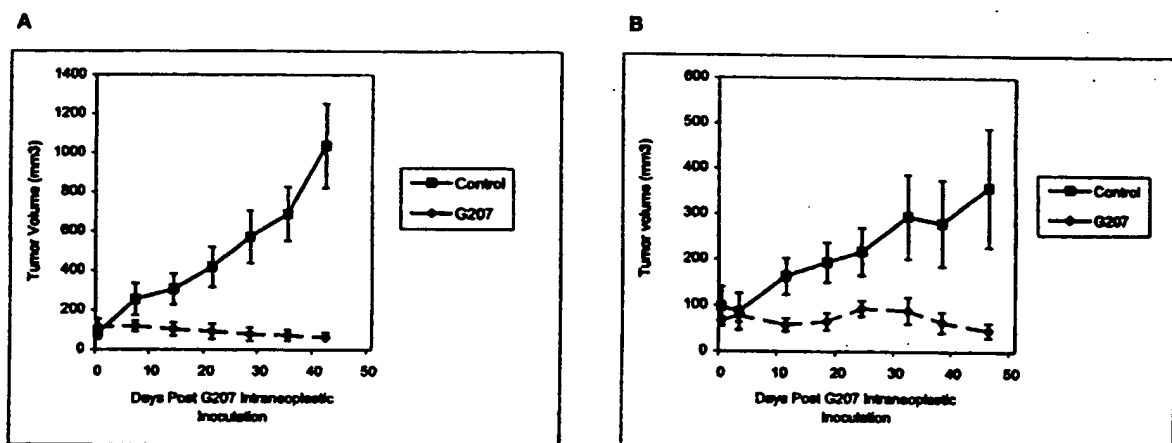 A
1400
1200
1000
800
600
400
200
0
Tumor Volume (mm3)
0 10 20 30 40 50
Days Post G207 Intraneoplastic
Inoculation
Control
G207
B
600
500
400
300
200
100
0
Tumor volume (mm3)
0 10 20 30 40 50
Days Post G207 Intraneoplastic
Inoculation
Control
G207